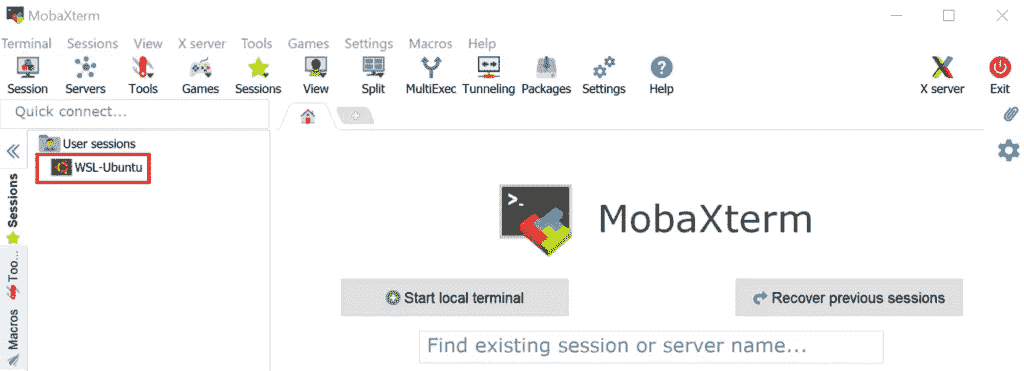 MobaXterm
Terminal Sessions View X server Tools Games Settings Macros Help
Session Servers Tools Games Sessions View Split MultiExec Tunneling Packages Settings Help X server Exit
Quick connect...
User sessions
WSL-Ubuntu
Sessions
Too...
Macros
>_
MobaXterm
Start local terminal
Recover previous sessions
Find existing session or server name...